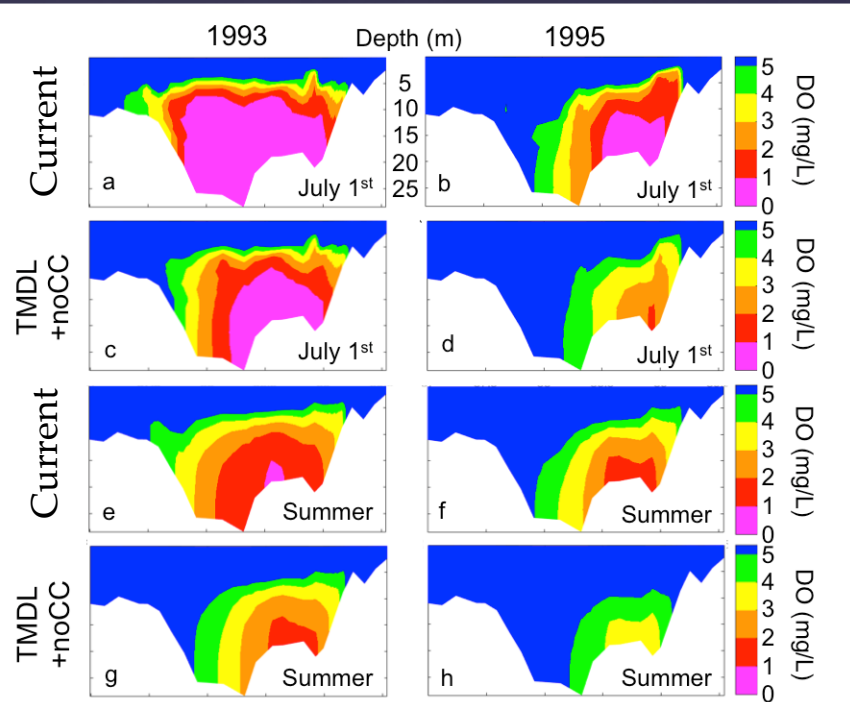 1993 Depth (m) 1995
Current
a
July 1st
5
10
15
20
25
b
July 1st
5
4
3
2
1
0
DO (mg/L)
TMDL
+noCC
c
July 1st
d
July 1st
5
4
3
2
1
0
DO (mg/L)
Current
e
Summer
f
Summer
5
4
3
2
1
0
DO (mg/L)
TMDL
+noCC
g
Summer
h
Summer
5
4
3
2
1
0
DO (mg/L)